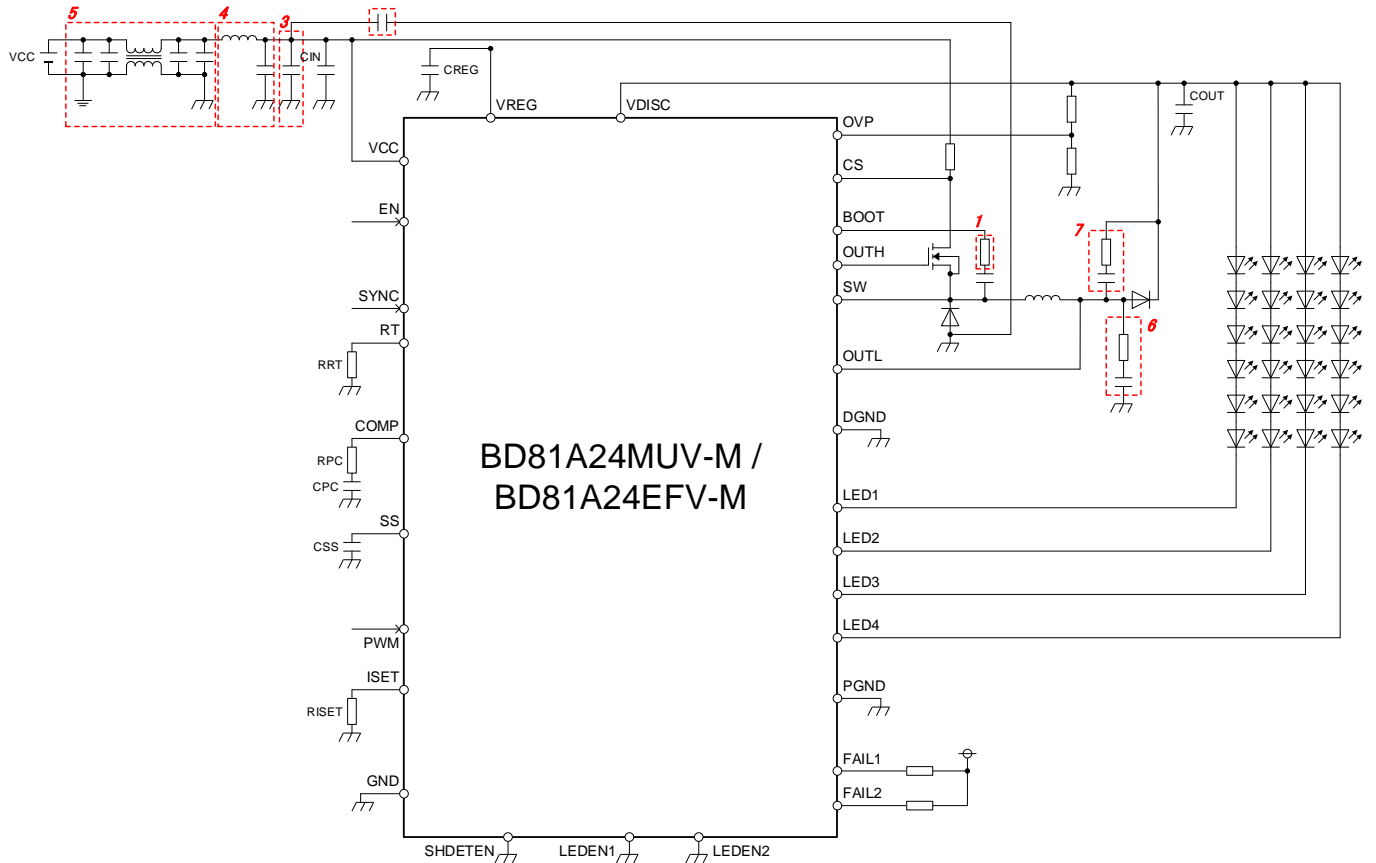 5
4
3
VCC
CIN
CREG
VREG
VDISC
COUT
VCC
OVP
CS
EN
BOOT
1
7
OUTH
SYNC
SW
RT
6
RRT
OUTL
COMP
DGND
RPC
CPC
BD81A24MUV-M /
BD81A24EFV-M
LED1
SS
CSS
LED2
LED3
PWM
LED4
ISET
PGND
RISET
FAIL1
GND
FAIL2
SHDETEN
LEDEN1
LEDEN2